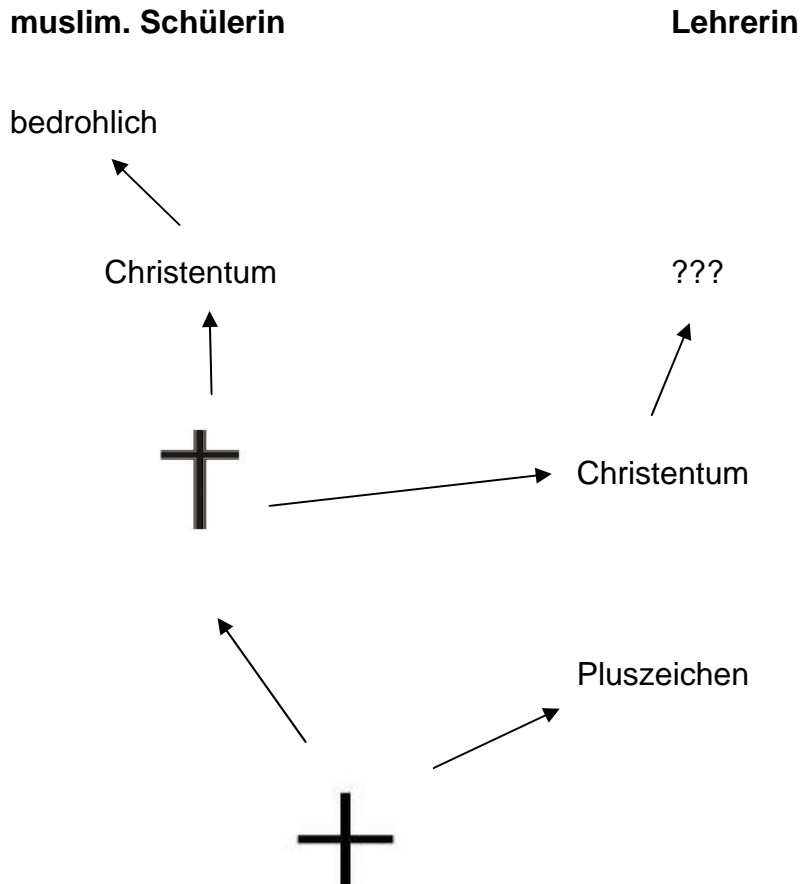 muslim. Schülerin Lehrerin
bedrohlich
Christentum ???
Christentum
Pluszeichen